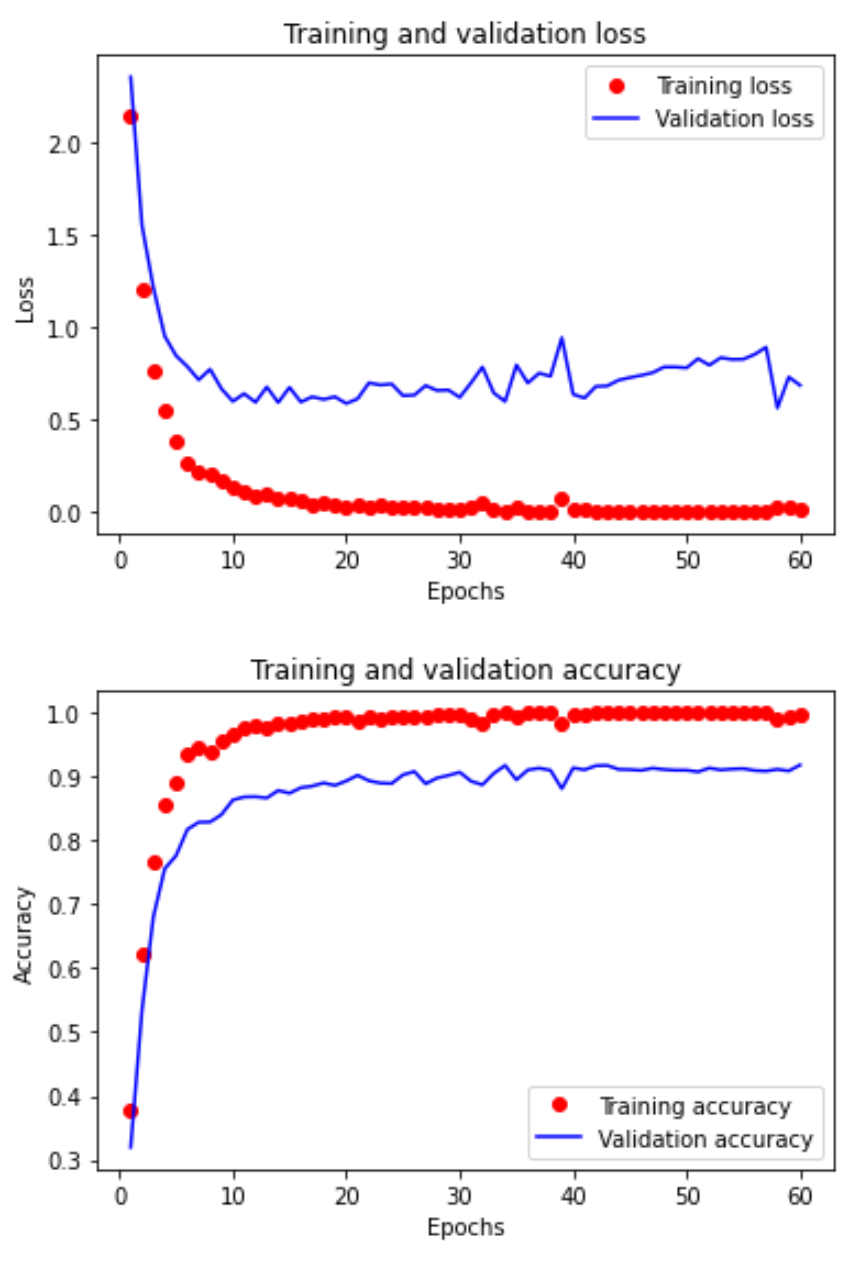 Training and validation loss
Training loss
Validation loss
2.0
1.5
1.0
0.5
0.0
Loss
0 10 20 30 40 50 60
Epochs
Training and validation accuracy
1.0
0.9
0.8
0.7
0.6
0.5
0.4
0.3
Accuracy
Training accuracy
Validation accuracy
0 10 20 30 40 50 60
Epochs